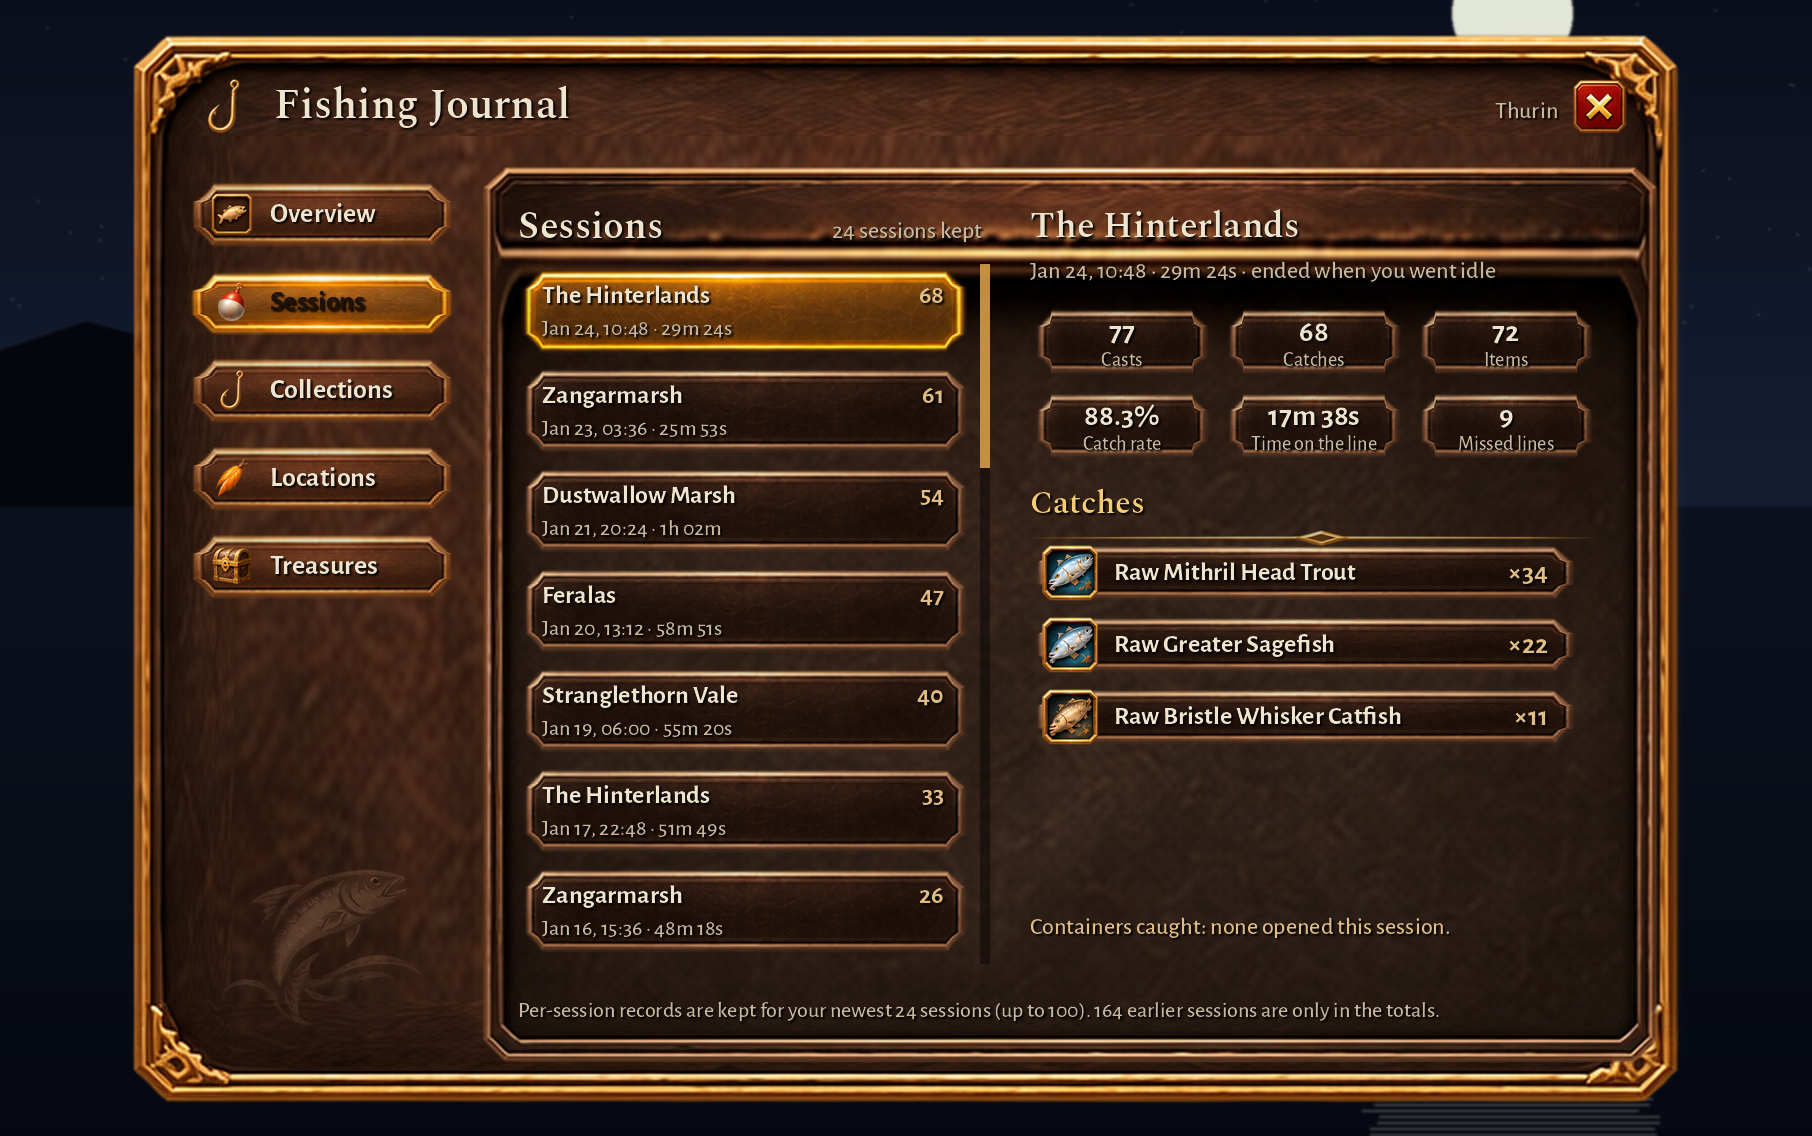 Fishing Journal
Thurin
Overview
Sessions
Collections
Locations
Treasures
Sessions
24 sessions kept
The Hinterlands
68
Jan 24, 10:48 · 29m 24s
Zangarmarsh
61
Jan 23, 03:36 · 25m 53s
Dustwallow Marsh
54
Jan 21, 20:24 · 1h 02m
Feralas
47
Jan 20, 13:12 · 58m 51s
Stranglethorn Vale
40
Jan 19, 06:00 · 55m 20s
The Hinterlands
33
Jan 17, 22:48 · 51m 49s
Zangarmarsh
26
Jan 16, 15:36 · 48m 18s
The Hinterlands
Jan 24, 10:48 · 29m 24s · ended when you went idle
77
Casts
68
Catches
72
Items
88.3%
Catch rate
17m 38s
Time on the line
9
Missed lines
Catches
Raw Mithril Head Trout
×34
Raw Greater Sagefish
×22
Raw Bristle Whisker Catfish
×11
Containers caught: none opened this session.
Per-session records are kept for your newest 24 sessions (up to 100). 164 earlier sessions are only in the totals.